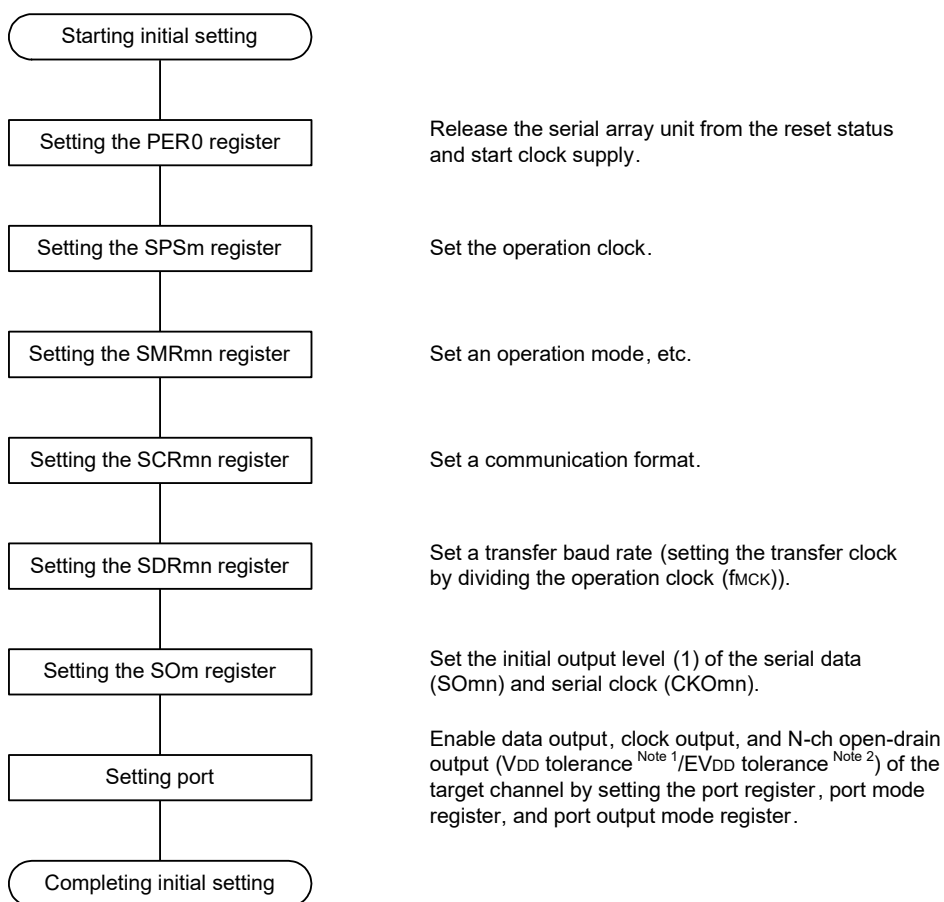 Starting initial setting
Setting the PER0 register
Release the serial array unit from the reset status
and start clock supply.
Setting the SPSm register
Set the operation clock.
Setting the SMRmn register
Set an operation mode, etc.
Setting the SCRmn register
Set a communication format.
Setting the SDRmn register
Set a transfer baud rate (setting the transfer clock
by dividing the operation clock (fMCK)).
Setting the SOm register
Set the initial output level (1) of the serial data
(SOmn) and serial clock (CKOmn).
Setting port
Enable data output, clock output, and N-ch open-drain
output (VDD tolerance Note 1/EVDD tolerance Note 2) of the
target channel by setting the port register, port mode
register, and port output mode register.
Completing initial setting